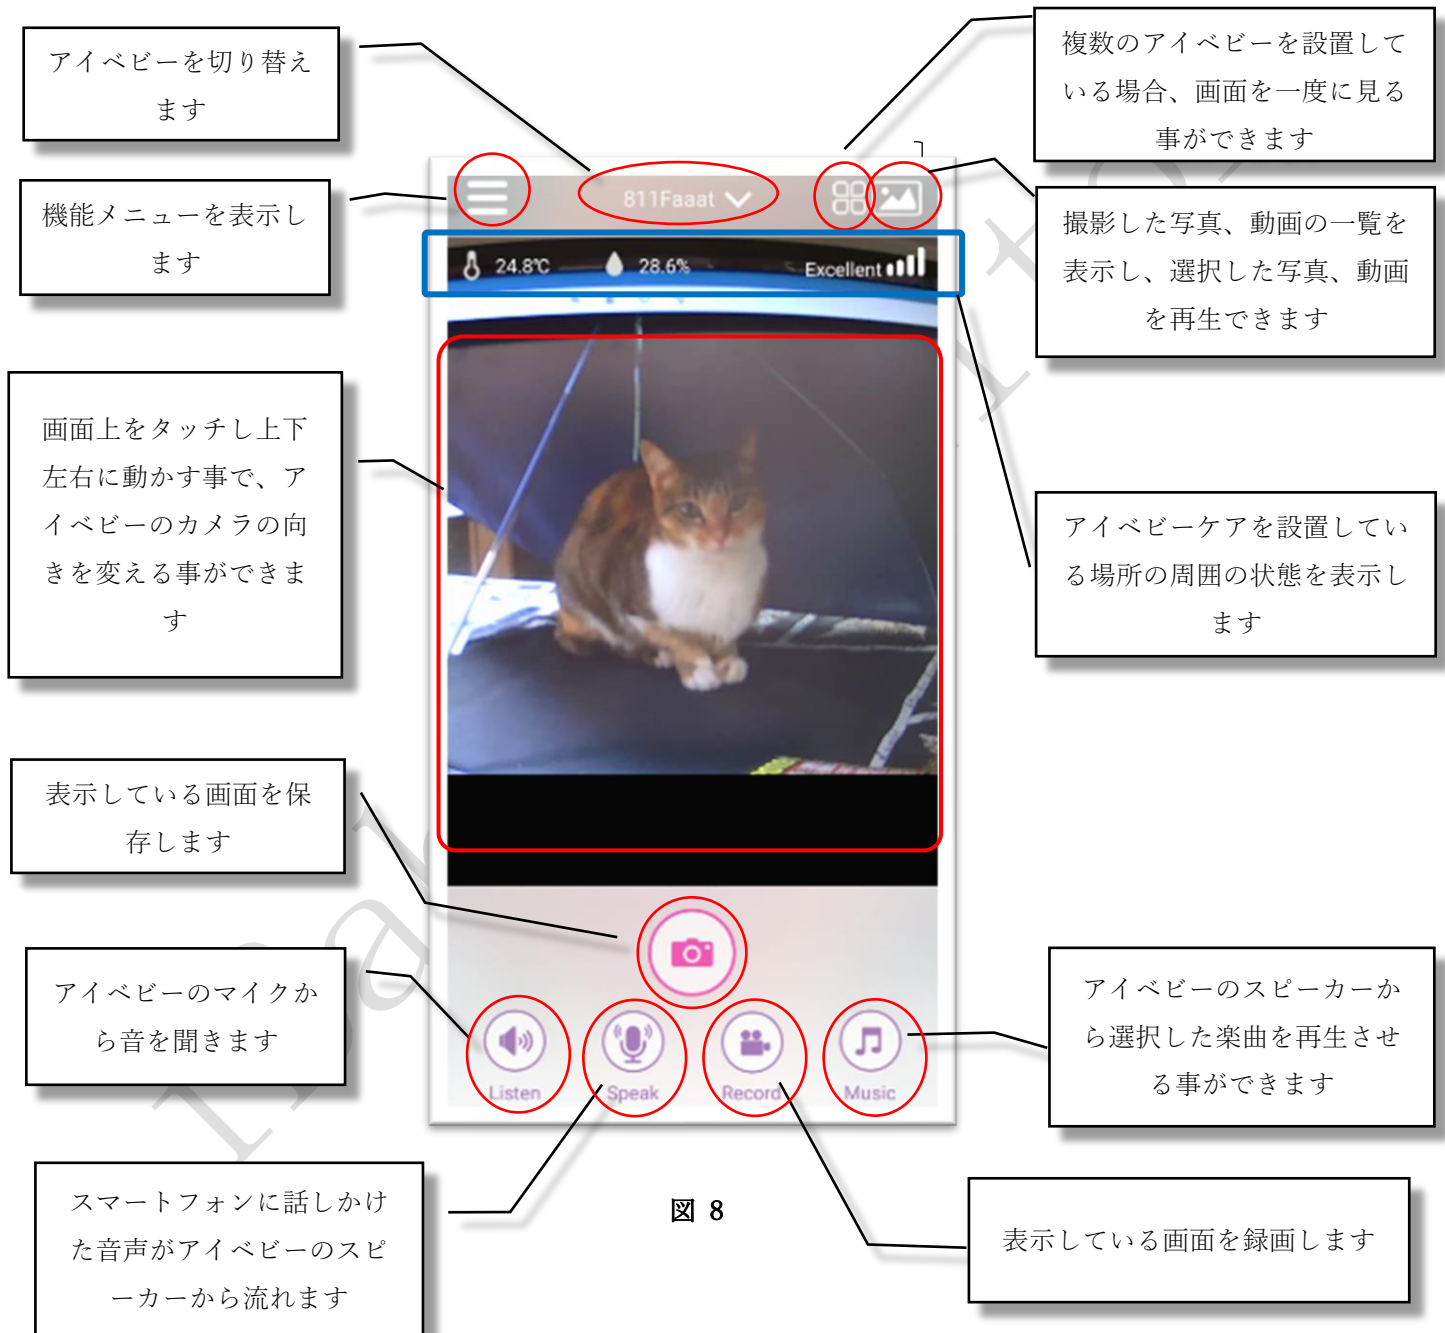 アイベビーを切り替え
ます
複数のアイベビーを設置して
いる場合、画面を一度に見る
事ができます
機能メニューを表示し
ます
811Faaat
撮影した写真、動画の一覧を
表示し、選択した写真、動画
を再生できます
24.8℃
28.6%
Excellent
画面上をタッチし上下
左右に動かす事で、ア
イベビーのカメラの向
きを変える事ができま
す
アイベビーケアを設置してい
る場所の周囲の状態を表示し
ます
表示している画面を保
存します
アイベビーのマイクか
ら音を聞きます
アイベビーのスピーカーか
ら選択した楽曲を再生させ
る事ができます
Listen
Speak
Record
Music
スマートフォンに話しかけ
た音声がアイベビーのスピ
ーカーから流れます
図 8
表示している画面を録画します